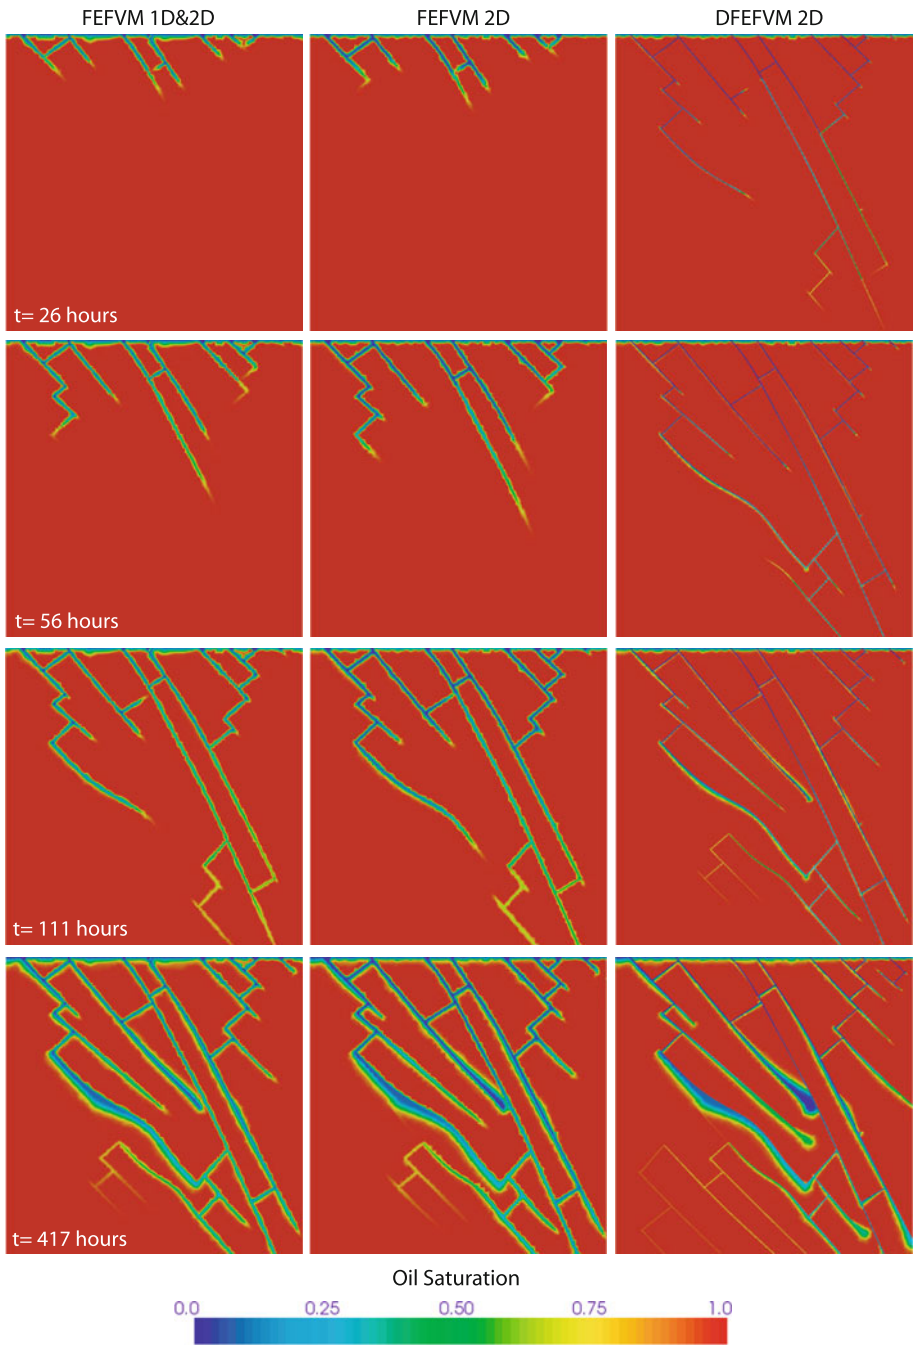 FEFVM 1D&2D FEFVM 2D DFEFVM 2D
t= 26 hours
t= 56 hours
t= 111 hours
t= 417 hours
Oil Saturation
0.0 0.25 0.50 0.75 1.0